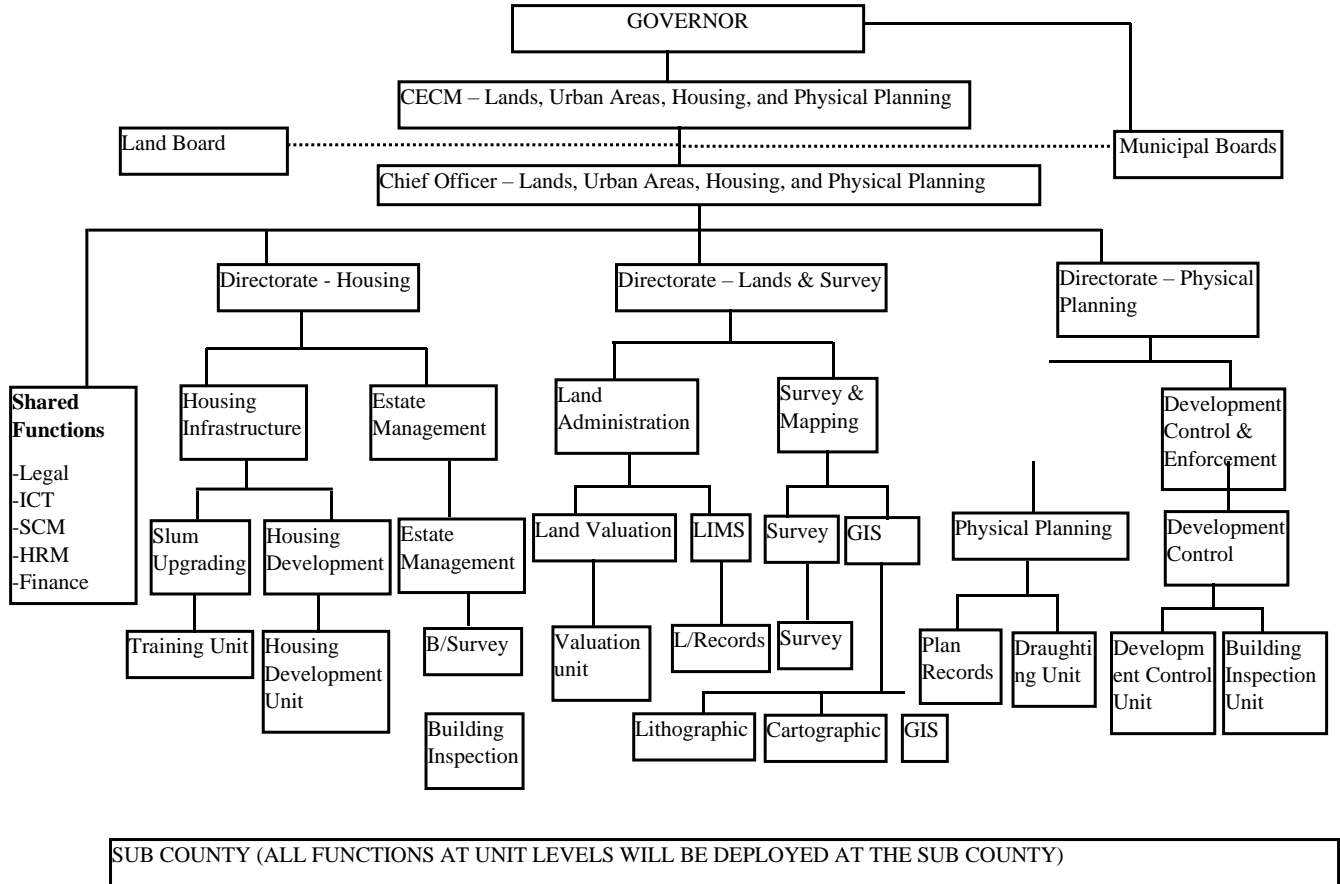 GOVERNOR
CECM – Lands, Urban Areas, Housing, and Physical Planning
Land Board
Municipal Boards
Chief Officer – Lands, Urban Areas, Housing, and Physical Planning
Directorate - Housing
Directorate – Lands & Survey
Directorate – Physical
Planning
Shared
Functions
-Legal
-ICT
-SCM
-HRM
-Finance
Housing
Infrastructure
Estate
Management
Land
Administration
Survey &
Mapping
Development
Control &
Enforcement
Slum
Upgrading
Housing
Development
Estate
Management
Land Valuation
LIMS
Survey
GIS
Physical Planning
Development
Control
Training Unit
Housing
Development
Unit
B/Survey
Valuation
unit
L/Records
Survey
Plan
Records
Draughti
ng Unit
Developm
ent Control
Unit
Building
Inspection
Unit
Building
Inspection
Lithographic
Cartographic
GIS
SUB COUNTY (ALL FUNCTIONS AT UNIT LEVELS WILL BE DEPLOYED AT THE SUB COUNTY)